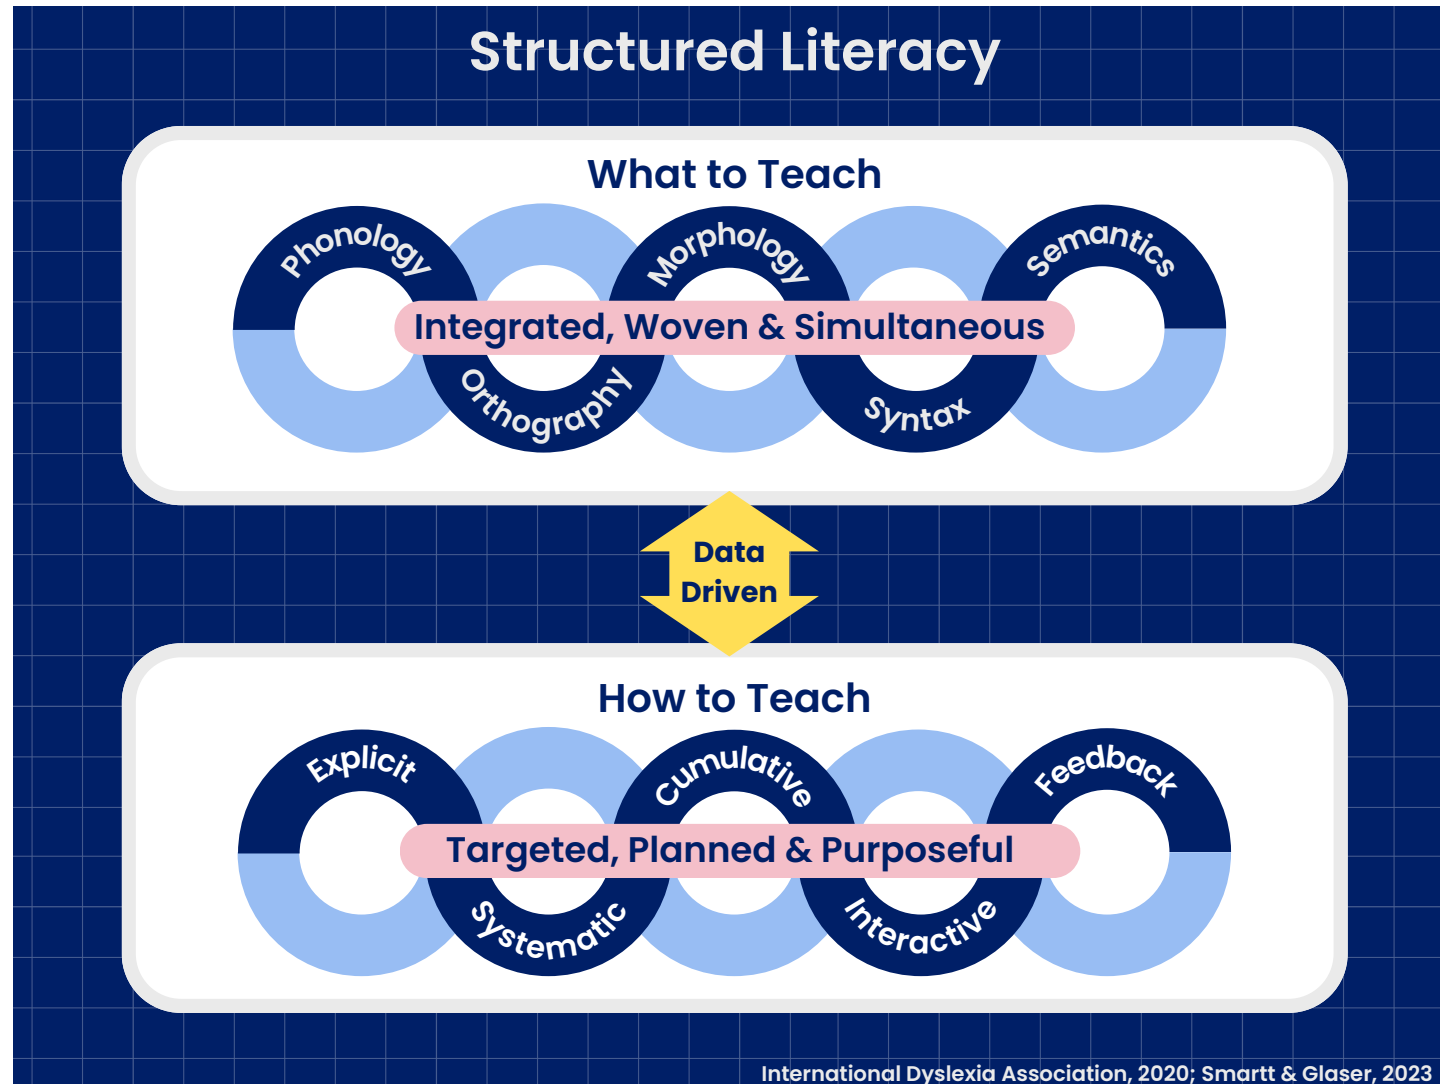 Structured Literacy
What to Teach
Phonology
Orthography
Morphology
Syntax
Semantics
Integrated, Woven & Simultaneous
Data
Driven
How to Teach
Explicit
Systematic
Cumulative
Interactive
Feedback
Targeted, Planned & Purposeful
International Dyslexia Association, 2020; Smartt & Glaser, 2023